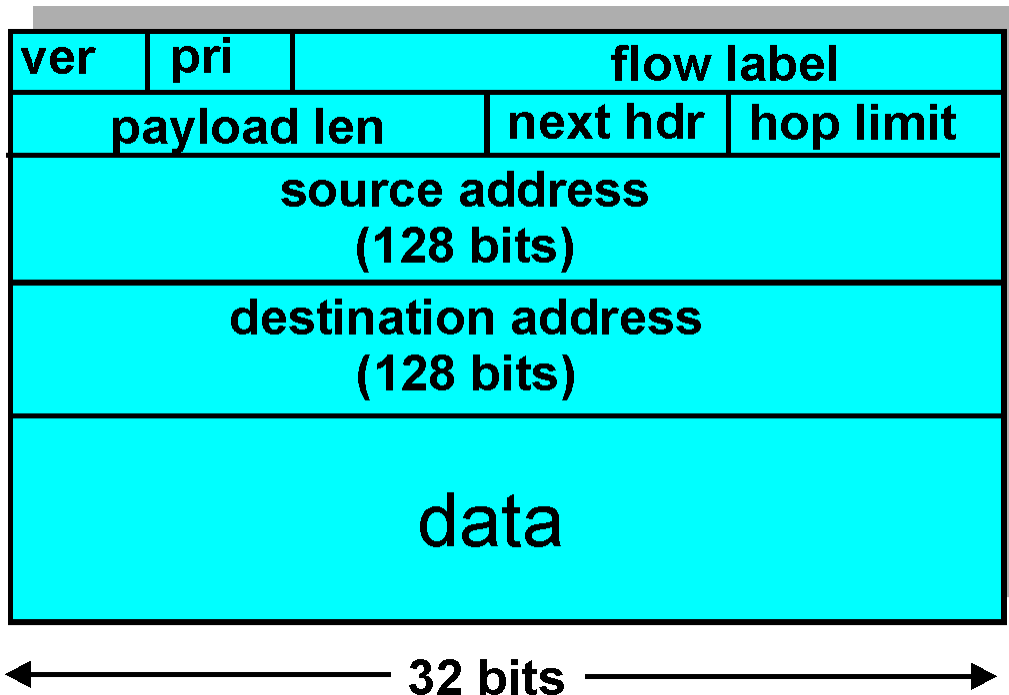 ver pri flow label
payload len next hdr hop limit
source address
(128 bits)
destination address
(128 bits)
data
32 bits